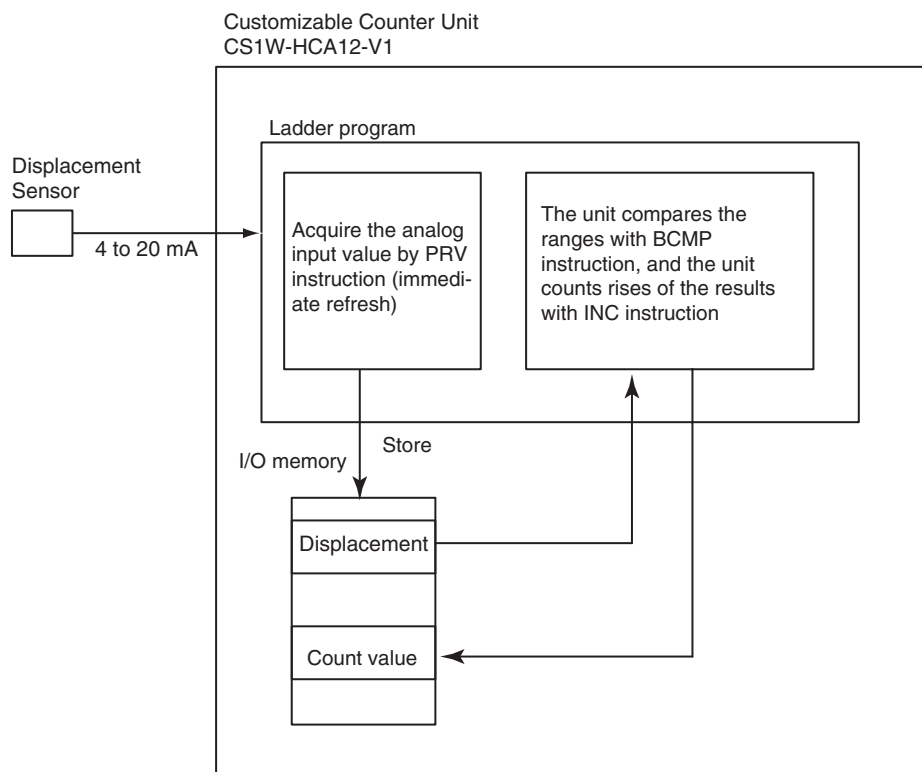 Customizable Counter Unit
CS1W-HCA12-V1
Ladder program
Displacement
Sensor
4 to 20 mA
Acquire the analog
input value by PRV
instruction (immedi-
ate refresh)
The unit compares the
ranges with BCMP
instruction, and the unit
counts rises of the results
with INC instruction
Store
I/O memory
Displacement
Count value